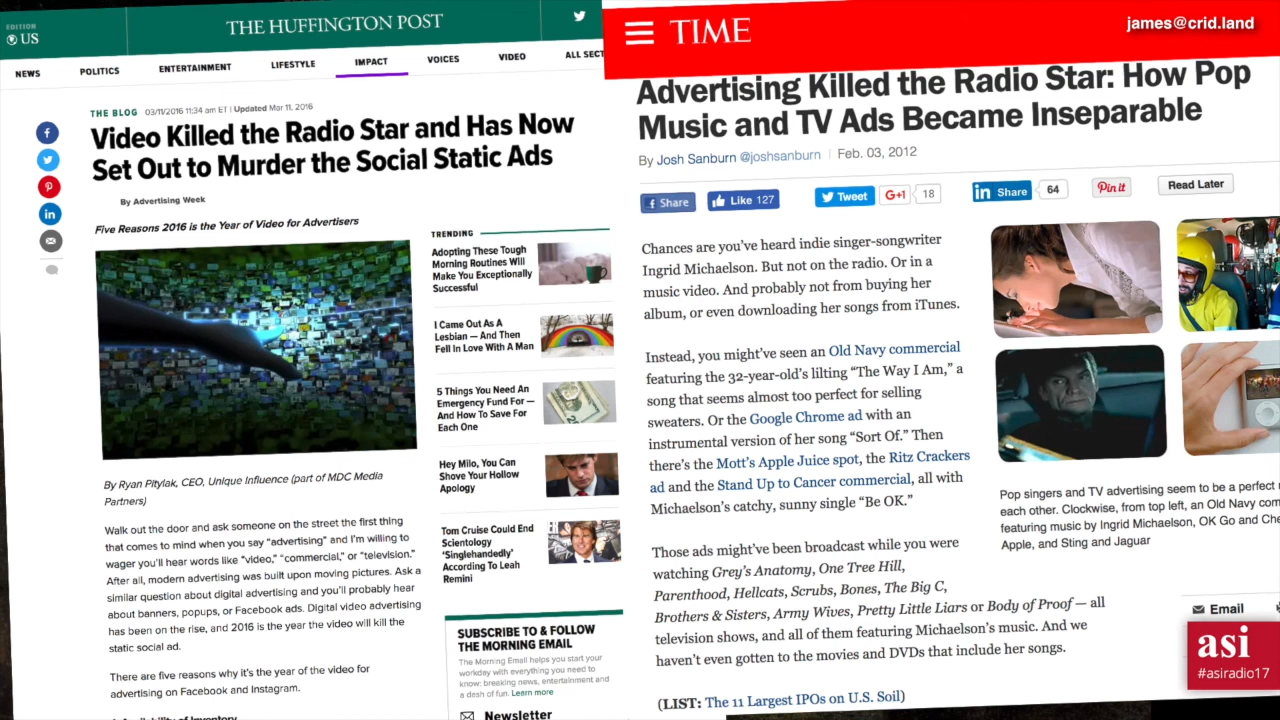 EDITION
US
THE HUFFINGTON POST
NEWS
POLITICS
ENTERTAINMENT
LIFESTYLE
IMPACT
VOICES
VIDEO
ALL SECT
THE BLOG 03/11/2016 11:34 am ET | Updated Mar 11, 2016
Video Killed the Radio Star and Has Now
Set Out to Murder the Social Static Ads
By Advertising Week
Five Reasons 2016 is the Year of Video for Advertisers
By Ryan Pitylak, CEO, Unique Influence (part of MDC Media
Partners)
Walk out the door and ask someone on the street the first thing
that comes to mind when you say “advertising” and I’m willing to
wager you’ll hear words like “video,” “commercial,” or “television.”
After all, modern advertising was built upon moving pictures. Ask a
similar question about digital advertising and you’ll probably hear
about banners, popups, or Facebook ads. Digital video advertising
has been on the rise, and 2016 is the year the video will kill the
static social ad.
There are five reasons why it’s the year of the video for
advertising on Facebook and Instagram.
TRENDING
Adopting These Tough
Morning Routines Will
Make You Exceptionally
Successful
I Came Out As A
Lesbian — And Then
Fell In Love With A Man
5 Things You Need An
Emergency Fund For —
And How To Save For
Each One
Hey Milo, You Can
Shove Your Hollow
Apology
Tom Cruise Could End
Scientology
‘Singlehandedly’
According To Leah
Remini
SUBSCRIBE TO & FOLLOW
THE MORNING EMAIL
The Morning Email helps you start your
workday with everything you need to
know: breaking news, entertainment and
a dash of fun. Learn more
Newsletter
TIME
james@crid.land
Advertising Killed the Radio Star: How Pop
Music and TV Ads Became Inseparable
By Josh Sanburn @joshsanburn | Feb. 03, 2012
Share
Like 127
Tweet
G+1
18
in Share
64
Pin it
Read Later
Chances are you’ve heard indie singer-songwriter
Ingrid Michaelson. But not on the radio. Or in a
music video. And probably not from buying her
album, or even downloading her songs from iTunes.
Instead, you might’ve seen an Old Navy commercial
featuring the 32-year-old’s lilting “The Way I Am,” a
song that seems almost too perfect for selling
sweaters. Or the Google Chrome ad with an
instrumental version of her song “Sort Of.” Then
there’s the Mott’s Apple Juice spot, the Ritz Crackers
ad and the Stand Up to Cancer commercial, all with
Michaelson’s catchy, sunny single “Be OK.”
Those ads might’ve been broadcast while you were
watching Grey’s Anatomy, One Tree Hill,
Parenthood, Hellcats, Scrubs, Bones, The Big C,
Brothers & Sisters, Army Wives, Pretty Little Liars or Body of Proof — all
television shows, and all of them featuring Michaelson’s music. And we
haven’t even gotten to the movies and DVDs that include her songs.
(LIST: The 11 Largest IPOs on U.S. Soil)
Pop singers and TV advertising seem to be a perfect
each other. Clockwise, from top left, an Old Navy com
featuring music by Ingrid Michaelson, OK Go and Che
Apple, and Sting and Jaguar
Email
asi
#asiradio17